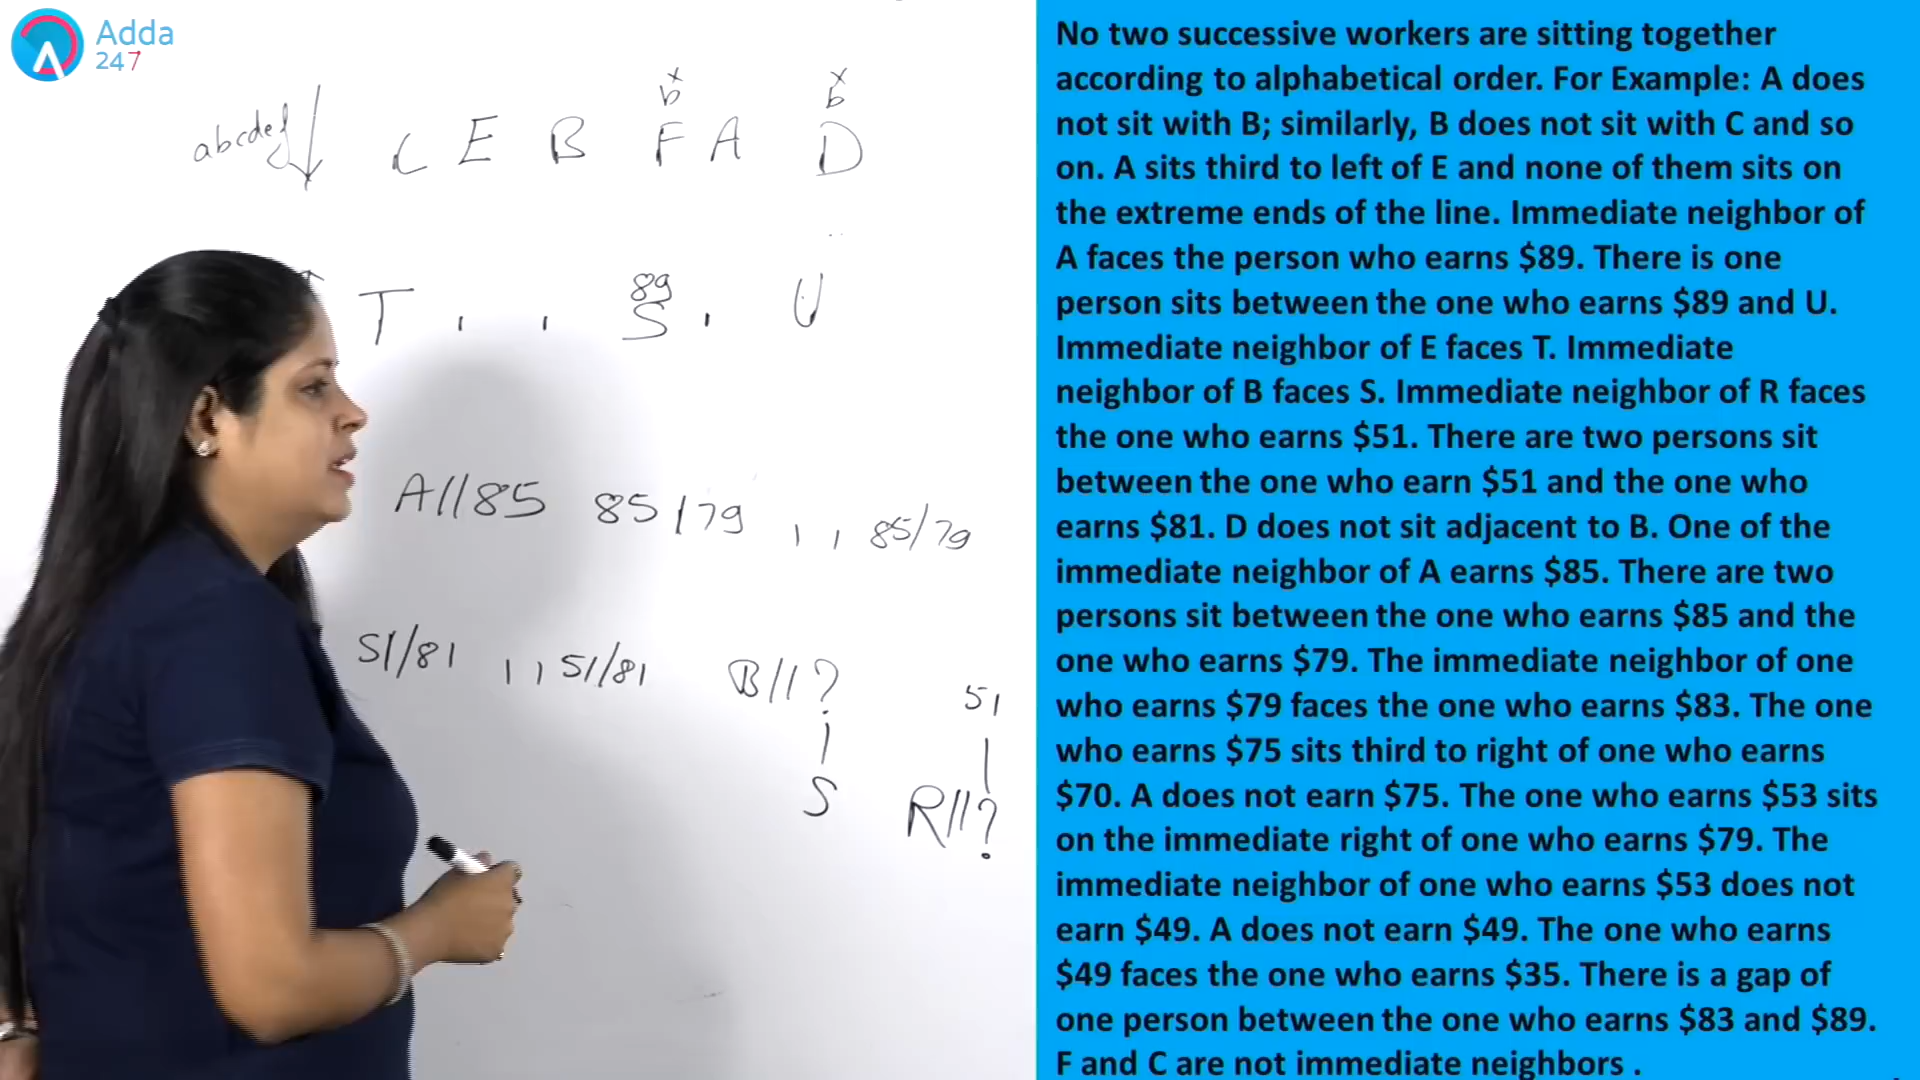 Adda
247
x x
b b
abcdef C E B F A D
89
T , , S , U
A//85 85/79 , , 85/79
51//81 , , 51//81 B//? 51
S R//?
No two successive workers are sitting together
according to alphabetical order. For Example: A does
not sit with B; similarly, B does not sit with C and so
on. A sits third to left of E and none of them sits on
the extreme ends of the line. Immediate neighbor of
A faces the person who earns $89. There is one
person sits between the one who earns $89 and U.
Immediate neighbor of E faces T. Immediate
neighbor of B faces S. Immediate neighbor of R faces
the one who earns $51. There are two persons sit
between the one who earn $51 and the one who
earns $81. D does not sit adjacent to B. One of the
immediate neighbor of A earns $85. There are two
persons sit between the one who earns $85 and the
one who earns $79. The immediate neighbor of one
who earns $79 faces the one who earns $83. The one
who earns $75 sits third to right of one who earns
$70. A does not earn $75. The one who earns $53 sits
on the immediate right of one who earns $79. The
immediate neighbor of one who earns $53 does not
earn $49. A does not earn $49. The one who earns
$49 faces the one who earns $35. There is a gap of
one person between the one who earns $83 and $89.
F and C are not immediate neighbors .